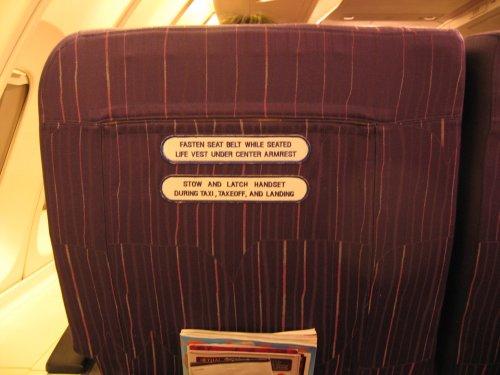 FASTEN SEAT BELT WHILE SEATED
LIFE VEST UNDER CENTER ARMREST
STOW AND LATCH HANDSET
DURING TAXI, TAKEOFF, AND LANDING